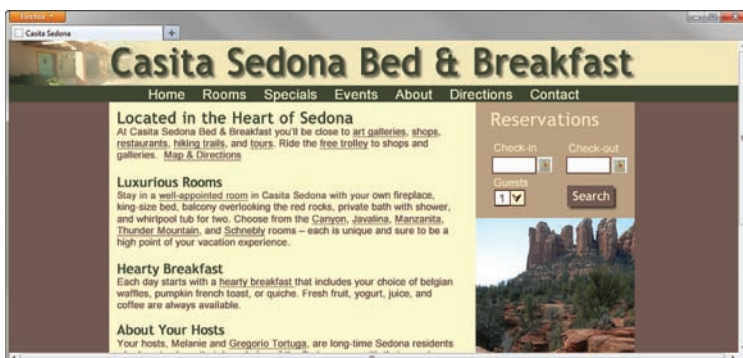 Firefox
Casita Sedona
Casita Sedona Bed & Breakfast
Home Rooms Specials Events About Directions Contact
Located in the Heart of Sedona
At Casita Sedona Bed & Breakfast you'll be close to art galleries, shops,
restaurants, hiking trails, and tours. Ride the free trolley to shops and
galleries. Map & Directions
Luxurious Rooms
Stay in a well-appointed room in Casita Sedona with your own fireplace,
king-size bed, balcony overlooking the red rocks, private bath with shower,
and whirlpool tub for two. Choose from the Canyon, Javalina, Manzanita,
Thunder Mountain, and Schnebly rooms – each is unique and sure to be a
high point of your vacation experience.
Hearty Breakfast
Each day starts with a hearty breakfast that includes your choice of belgian
waffles, pumpkin french toast, or quiche. Fresh fruit, yogurt, juice, and
coffee are always available.
About Your Hosts
Your hosts, Melanie and Gregorio Tortuga, are long-time Sedona residents
Reservations
Check-in Check-out
Guests
1
Search